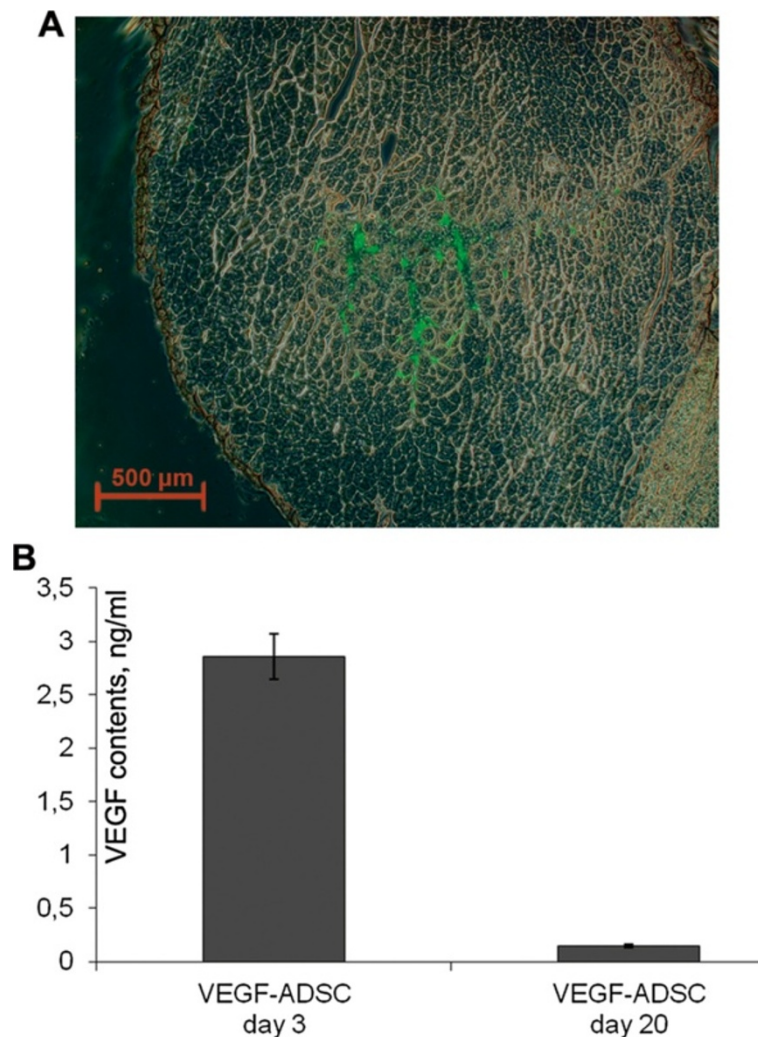 A
500 µm
B
VEGF contents, ng/ml
3,5
3
2,5
2
1,5
1
0,5
0
VEGF-ADSC
day 3
VEGF-ADSC
day 20